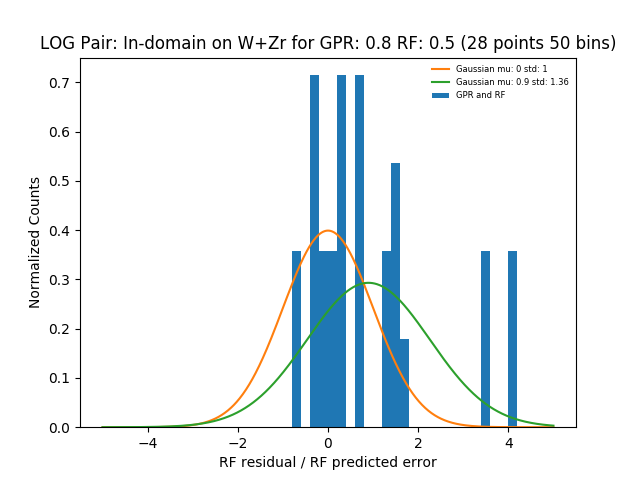 LOG Pair: In-domain on W+Zr for GPR: 0.8 RF: 0.5 (28 points 50 bins)
Gaussian mu: 0 std: 1
Gaussian mu: 0.9 std: 1.36
GPR and RF
Normalized Counts
0.7
0.6
0.5
0.4
0.3
0.2
0.1
0.0
−4 −2 0 2 4
RF residual / RF predicted error